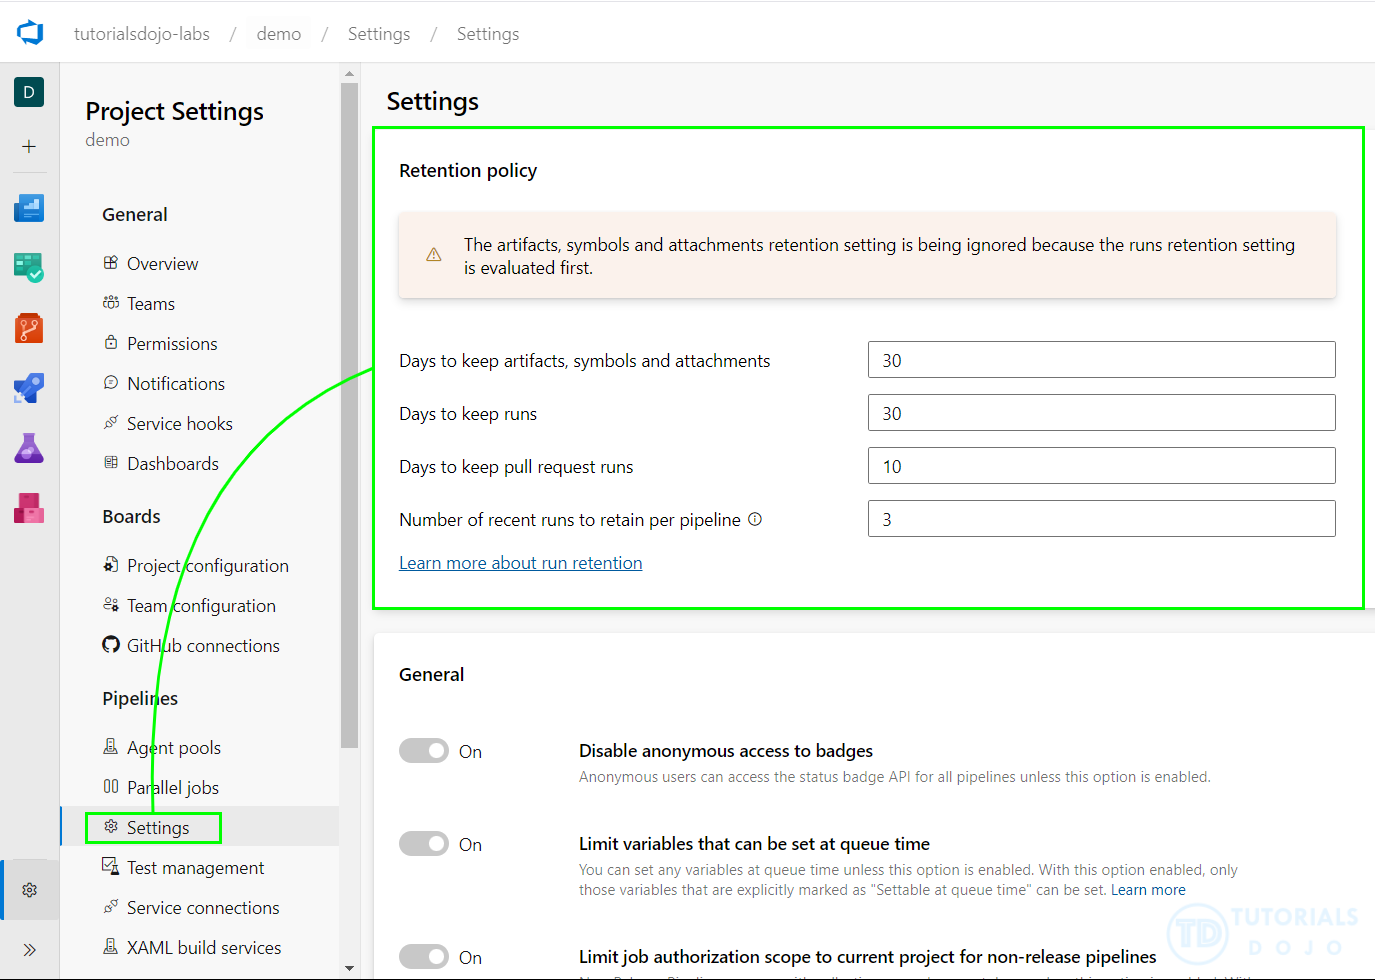 tutorialsdojo-labs / demo / Settings / Settings
D
Project Settings
demo
General
Overview
Teams
Permissions
Notifications
Service hooks
Dashboards
Boards
Project configuration
Team configuration
GitHub connections
Pipelines
Agent pools
Parallel jobs
Settings
Test management
Service connections
XAML build services
Settings
Retention policy
The artifacts, symbols and attachments retention setting is being ignored because the runs retention setting
is evaluated first.
Days to keep artifacts, symbols and attachments 30
Days to keep runs 30
Days to keep pull request runs 10
Number of recent runs to retain per pipeline 3
Learn more about run retention
General
On Disable anonymous access to badges
Anonymous users can access the status badge API for all pipelines unless this option is enabled.
On Limit variables that can be set at queue time
You can set any variables at queue time unless this option is enabled. With this option enabled, only
those variables that are explicitly marked as "Settable at queue time" can be set. Learn more
On Limit job authorization scope to current project for non-release pipelines
TD TUTORIALS
DOJO